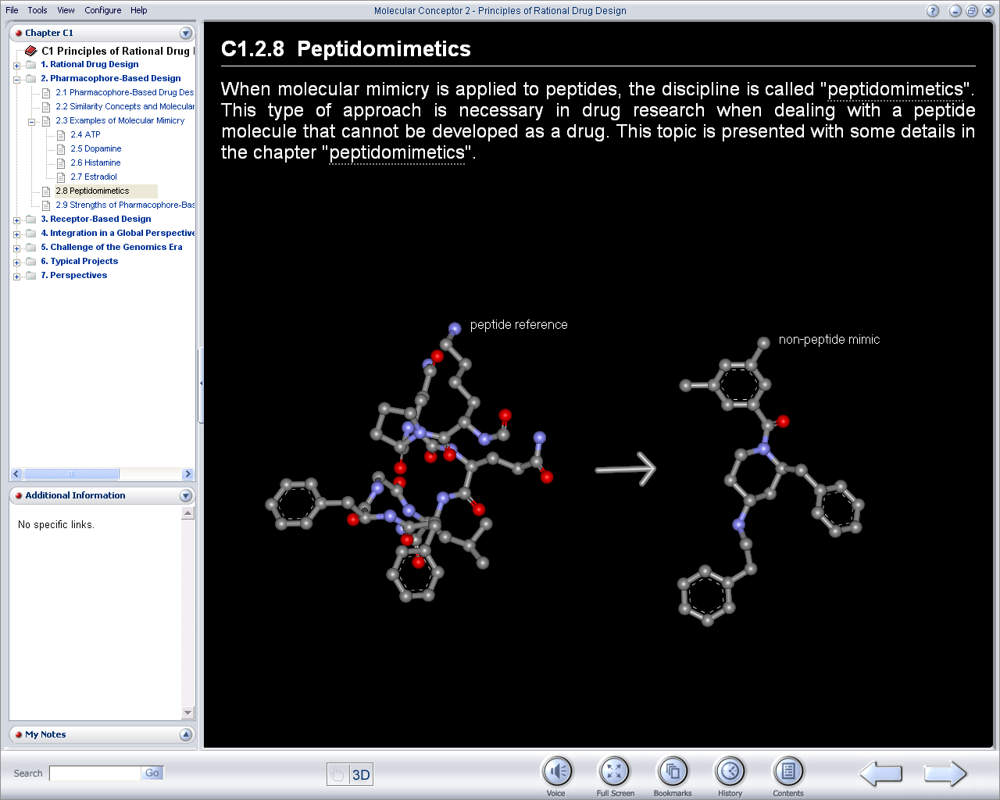 File Tools View Configure Help
Molecular Conceptor 2 - Principles of Rational Drug Design
Chapter C1
C1 Principles of Rational Drug
1. Rational Drug Design
2. Pharmacophore-Based Design
2.1 Pharmacophore-Based Drug Des
2.2 Similarity Concepts and Molecular
2.3 Examples of Molecular Mimicry
2.4 ATP
2.5 Dopamine
2.6 Histamine
2.7 Estradiol
2.8 Peptidomimetics
2.9 Strengths of Pharmacophore-Bas
3. Receptor-Based Design
4. Integration in a Global Perspective
5. Challenge of the Genomics Era
6. Typical Projects
7. Perspectives
Additional Information
No specific links.
My Notes
C1.2.8 Peptidomimetics
When molecular mimicry is applied to peptides, the discipline is called "peptidomimetics".
This type of approach is necessary in drug research when dealing with a peptide
molecule that cannot be developed as a drug. This topic is presented with some details in
the chapter "peptidomimetics".
peptide reference
non-peptide mimic
Search
Go
3D
Voice
Full Screen
Bookmarks
History
Contents